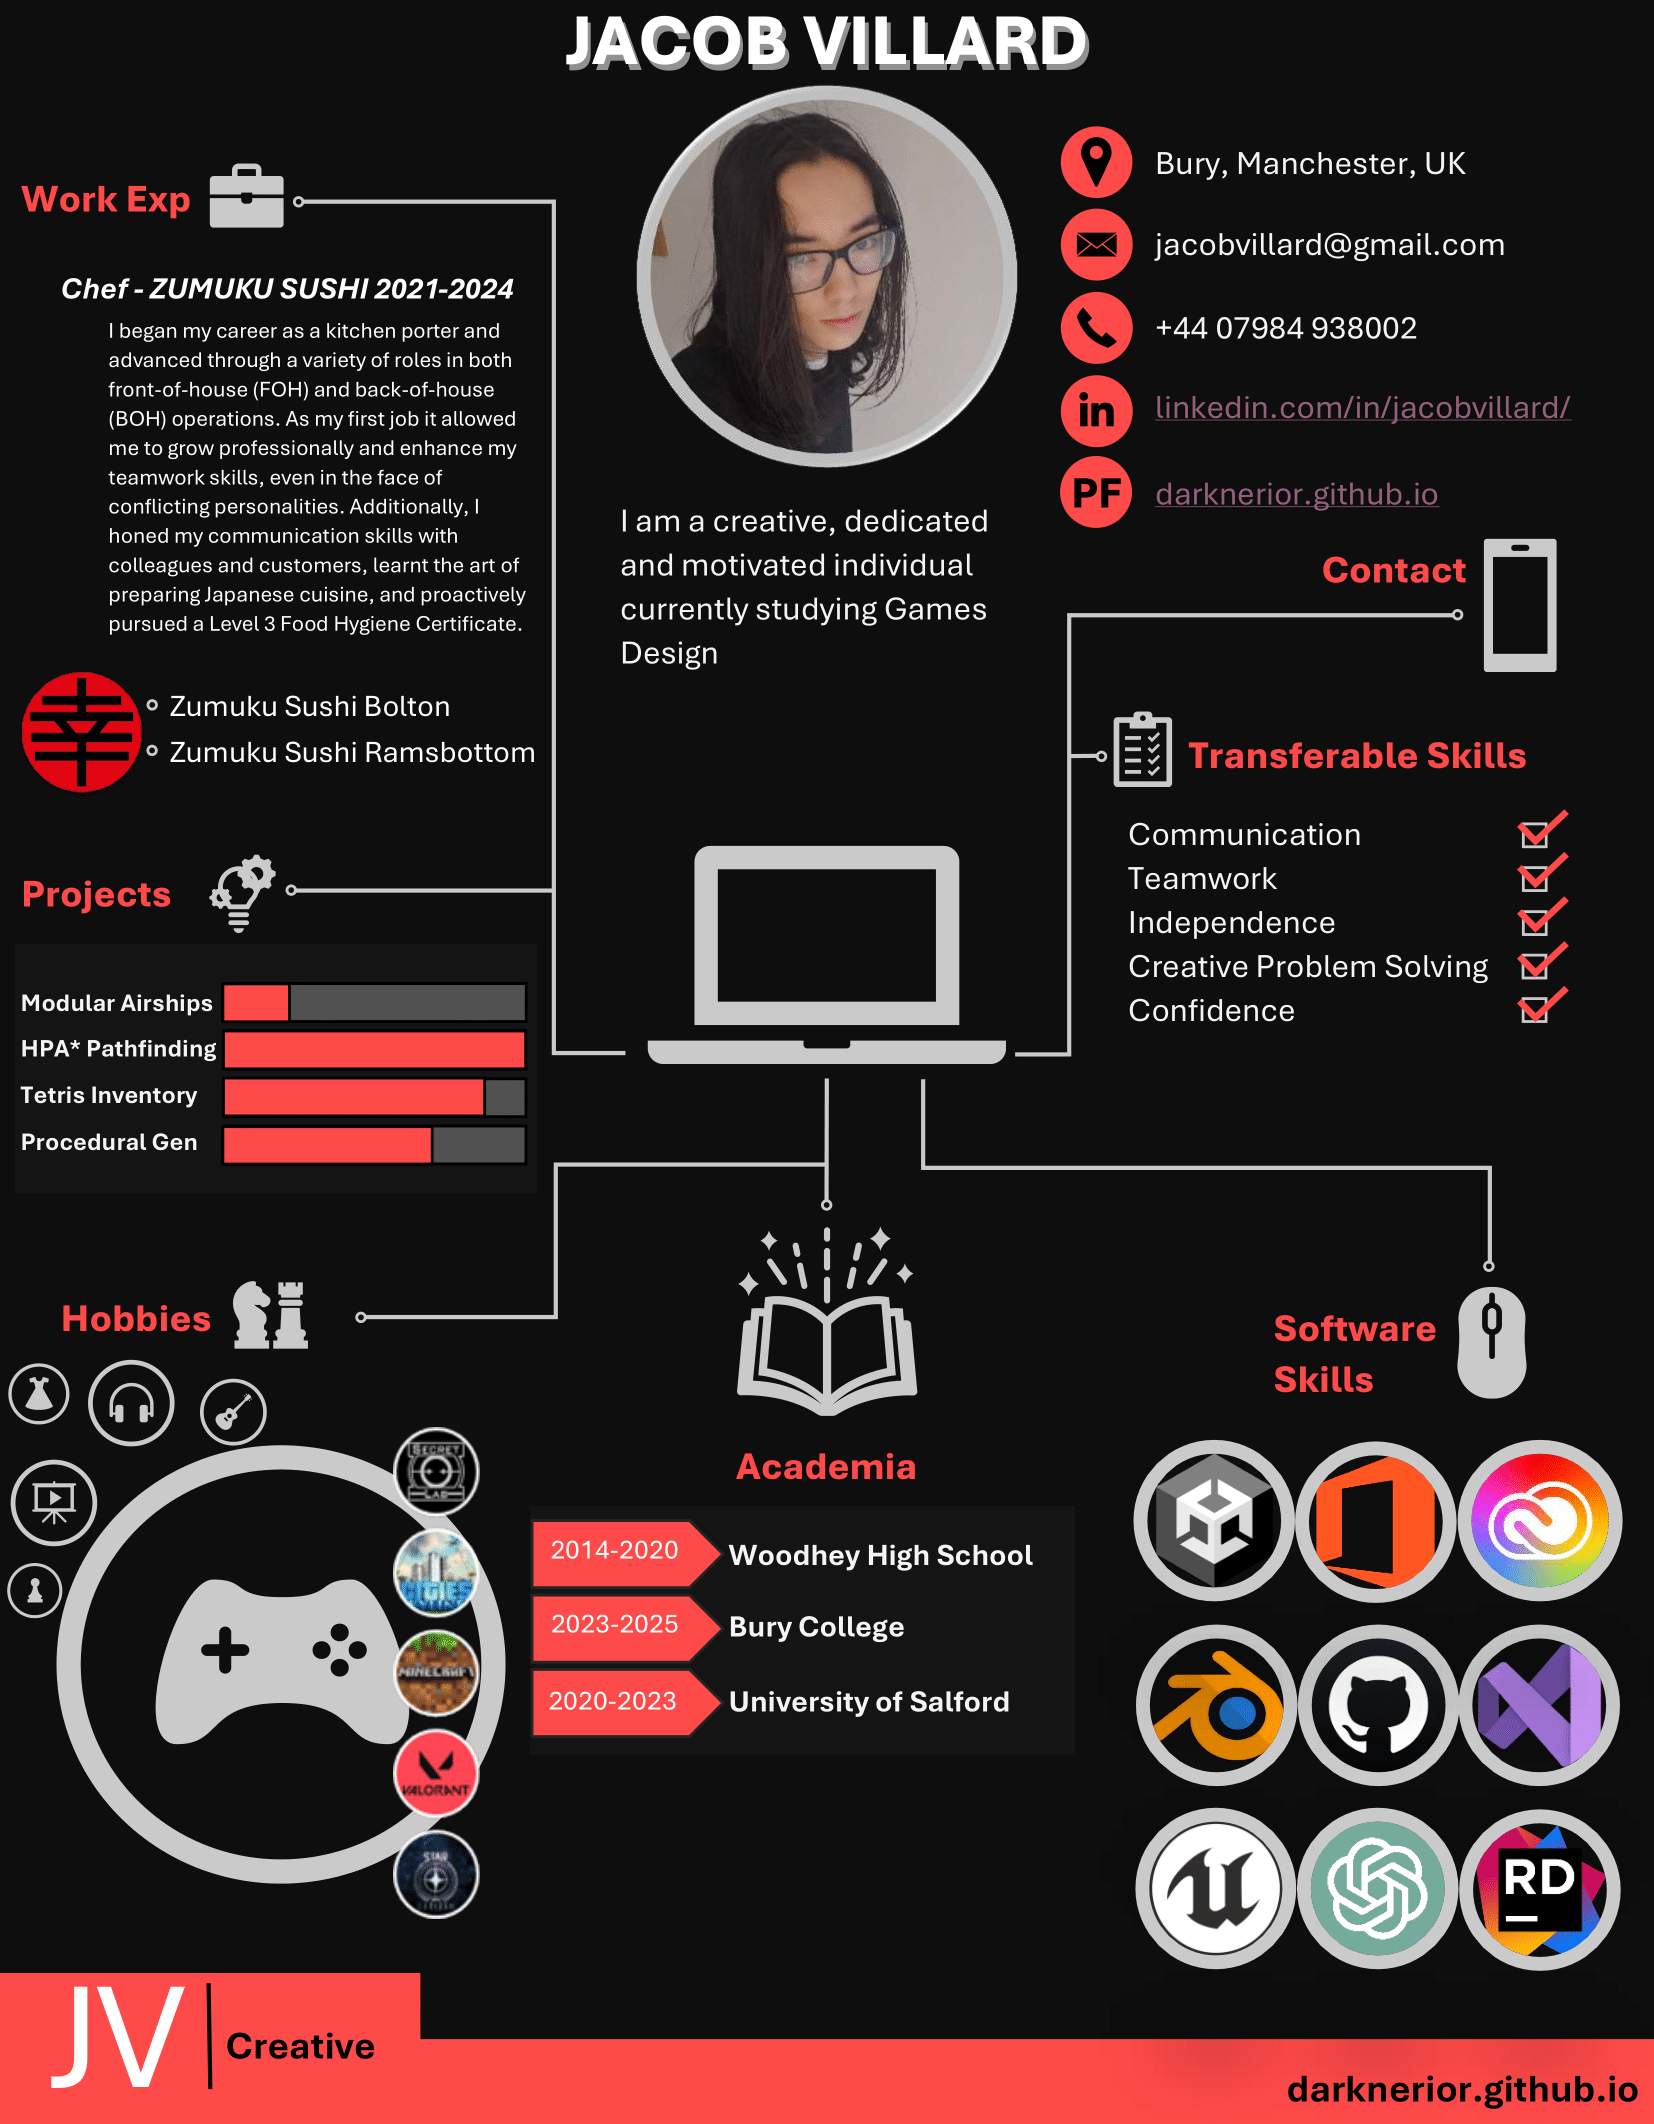 JACOB VILLARD
Work Exp
Chef - ZUMUKU SUSHI 2021-2024
I began my career as a kitchen porter and
advanced through a variety of roles in both
front-of-house (FOH) and back-of-house
(BOH) operations. As my first job it allowed
me to grow professionally and enhance my
teamwork skills, even in the face of
conflicting personalities. Additionally, I
honed my communication skills with
colleagues and customers, learnt the art of
preparing Japanese cuisine, and proactively
pursued a Level 3 Food Hygiene Certificate.
Zumuku Sushi Bolton
Zumuku Sushi Ramsbottom
I am a creative, dedicated
and motivated individual
currently studying Games
Design
Bury, Manchester, UK
jacobvillard@gmail.com
+44 07984 938002
in
linkedin.com/in/jacobvillard/
PF
darknerior.github.io
Contact
Transferable Skills
Communication
Teamwork
Independence
Creative Problem Solving
Confidence
Projects
Modular Airships
HPA* Pathfinding
Tetris Inventory
Procedural Gen
Hobbies
SECRET
LAB
CITIES
MINECRAFT
VALORANT
STAR
Academia
2014-2020
Woodhey High School
2023-2025
Bury College
2020-2023
University of Salford
Software
Skills
RD
JV
Creative
darknerior.github.io